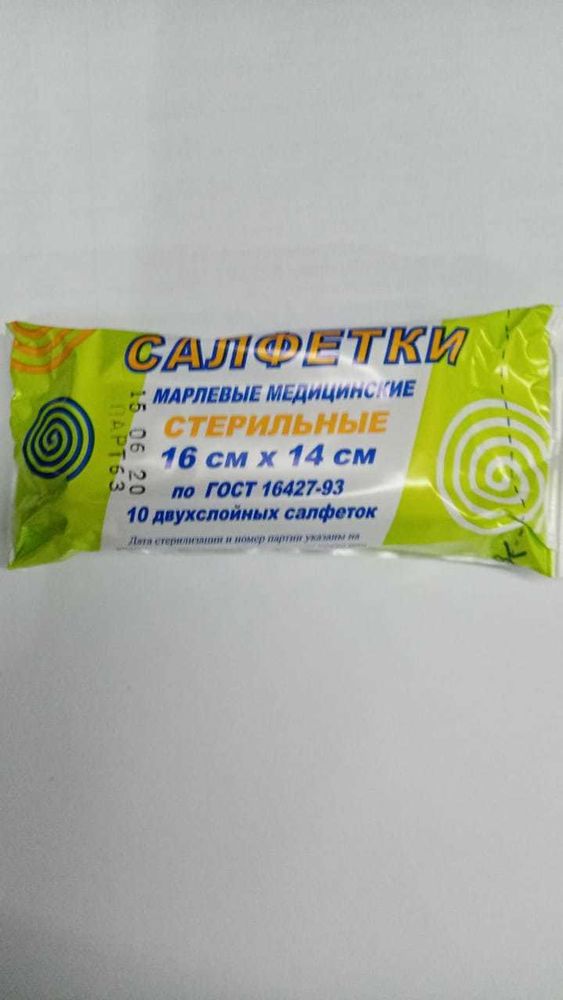 САЛФЕТКИ
МАРЛЕВЫЕ МЕДИЦИНСКИЕ
СТЕРИЛЬНЫЕ
16 см х 14 см
по ГОСТ 16427-93
10 двухслойных салфеток
Дата стерилизации и номер партии указаны на
15 06 20
ПАРТ63